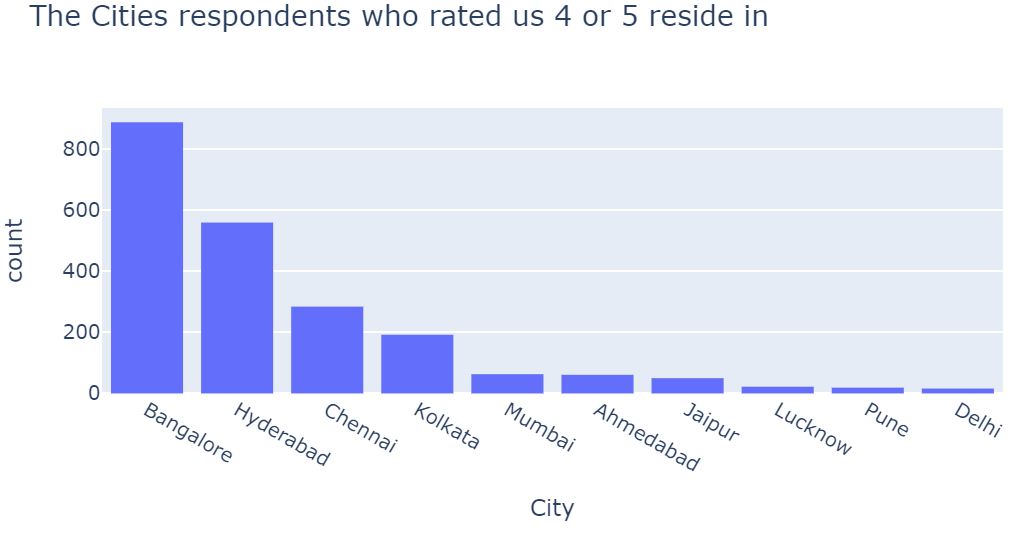 The Cities respondents who rated us 4 or 5 reside in
count
800
600
400
200
0
Bangalore
Hyderabad
Chennai
Kolkata
Mumbai
Ahmedabad
Jaipur
Lucknow
Pune
Delhi
City